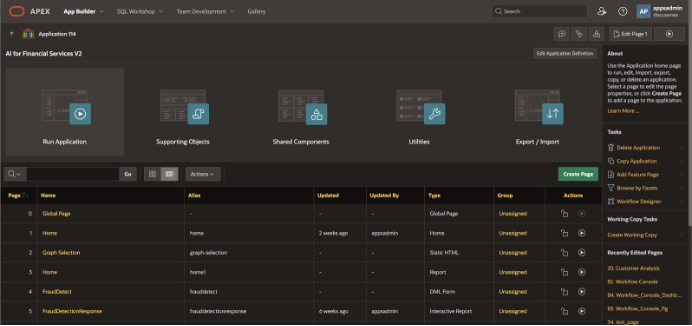 APEX App Builder SQL Workshop Team Development Gallery Search AP appsadmin
docuserws
Application 114 Edit Page 1
AI for Financial Services V2 Edit Application Definition
Run Application Supporting Objects Shared Components Utilities Export / Import
Go Actions Create Page
Page Name Alias Updated Updated By Type Group Actions
0 Global Page - - - Global Page Unassigned
1 Home home 2 weeks ago appsadmin Home Unassigned
2 Graph Selection graph-selection - - Static HTML Unassigned
3 Home home1 - - Report Unassigned
4 FraudDetect frauddetect - - DML Form Unassigned
5 FraudDetectionResponse frauddetectionresponse 6 weeks ago appsadmin Interactive Report Unassigned
About
Use the Application home page
to run, edit, import, export,
copy, or delete an application.
Select a page to edit the page
properties, or click Create Page
to add a page to the application.
Learn More ...
Tasks
Delete Application
Copy Application
Add Feature Page
Browse by Facets
Workflow Designer
Working Copy Tasks
Create Working Copy
Recently Edited Pages
20. Customer Analysis
82. Workflow Console
84. Workflow_Console_Dashbo...
83. Workflow_Console_Pg
54. test_page